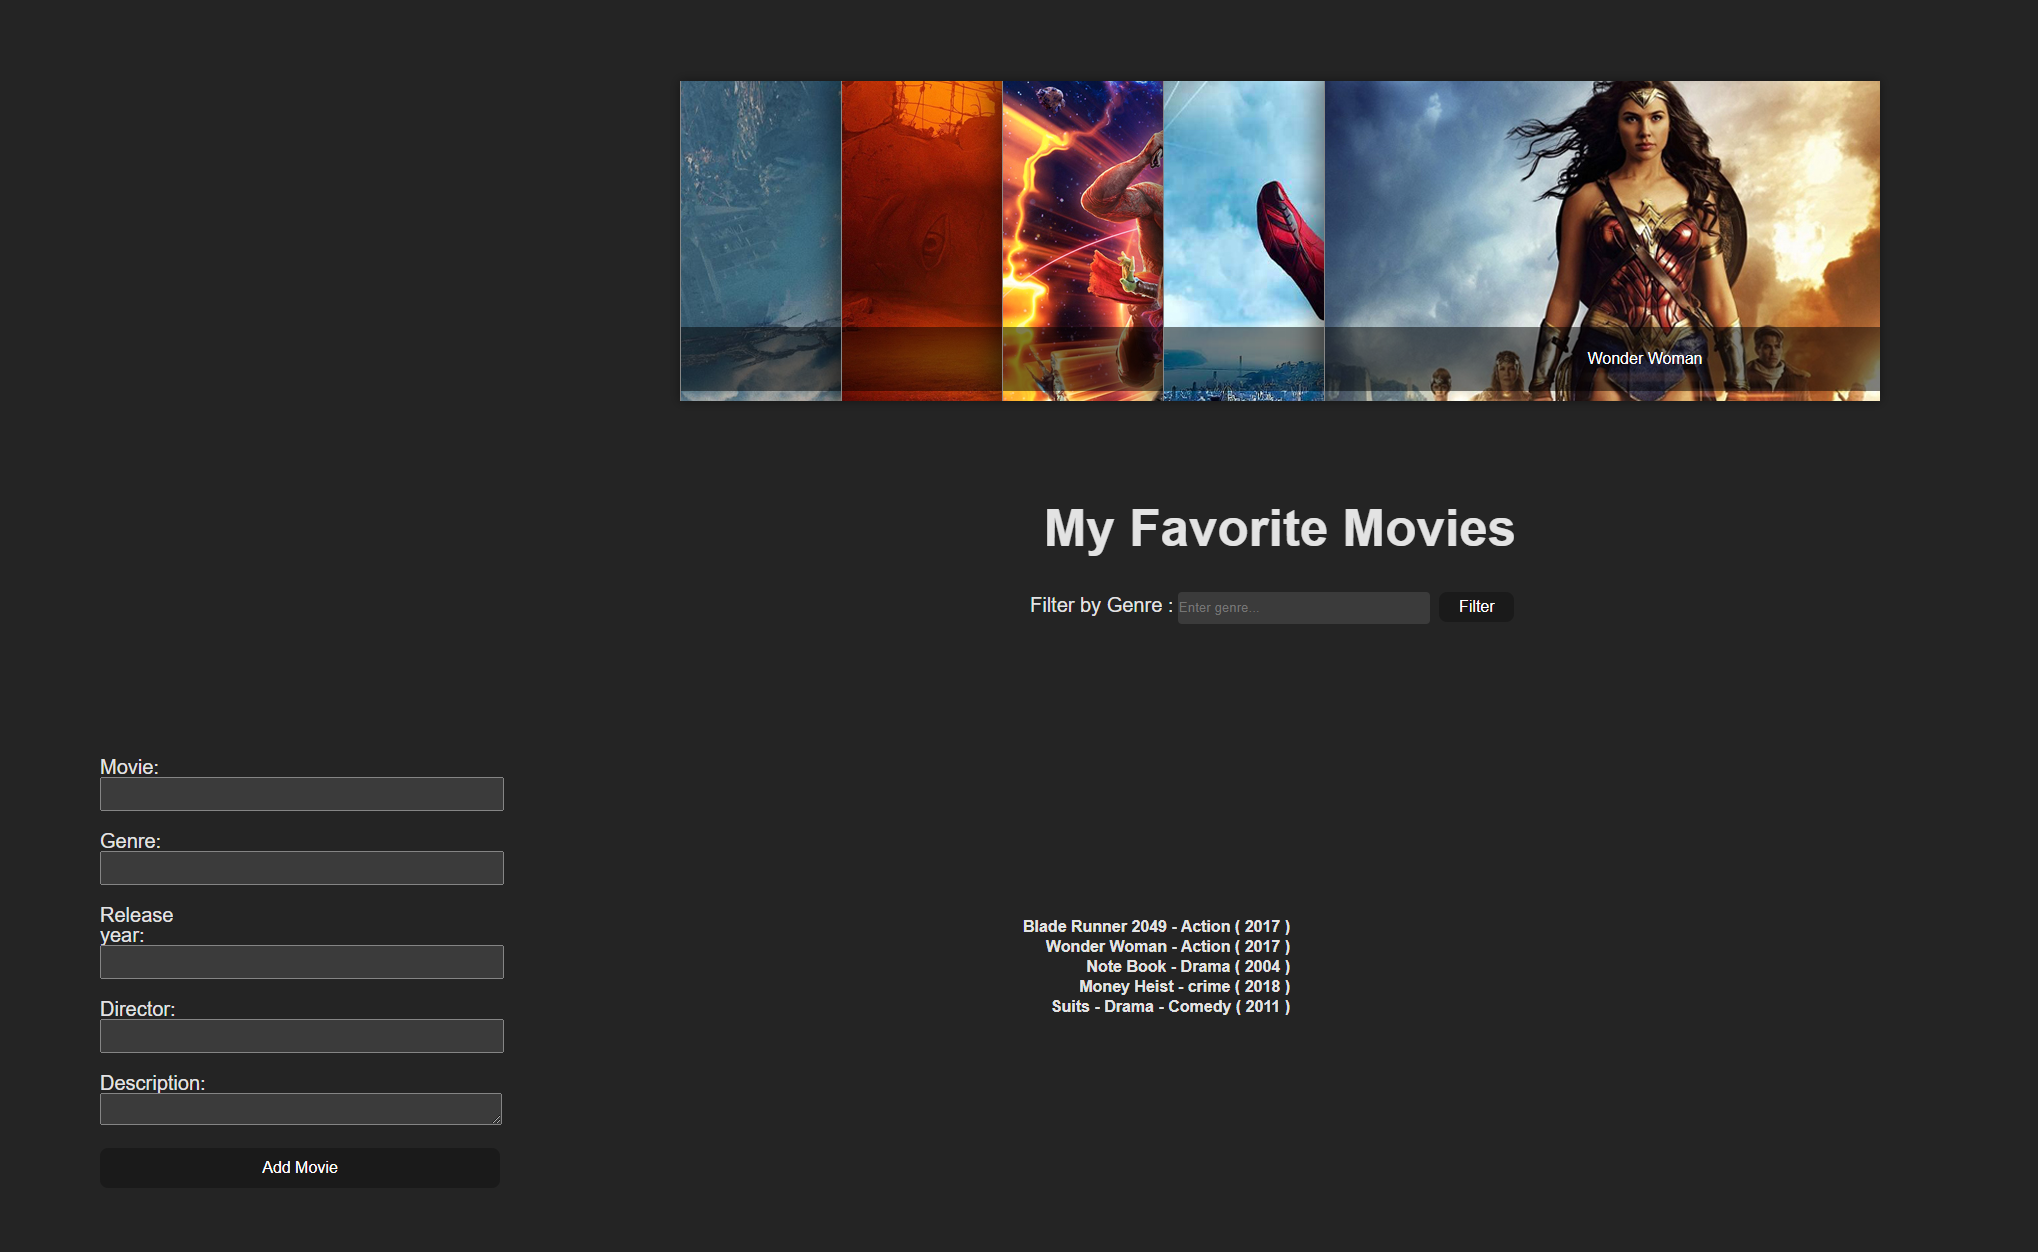 Wonder Woman
My Favorite Movies
Filter by Genre :
Enter genre...
Filter
Movie:
Genre:
Release
year:
Director:
Description:
Add Movie
Blade Runner 2049 - Action ( 2017 )
Wonder Woman - Action ( 2017 )
Note Book - Drama ( 2004 )
Money Heist - crime ( 2018 )
Suits - Drama - Comedy ( 2011 )